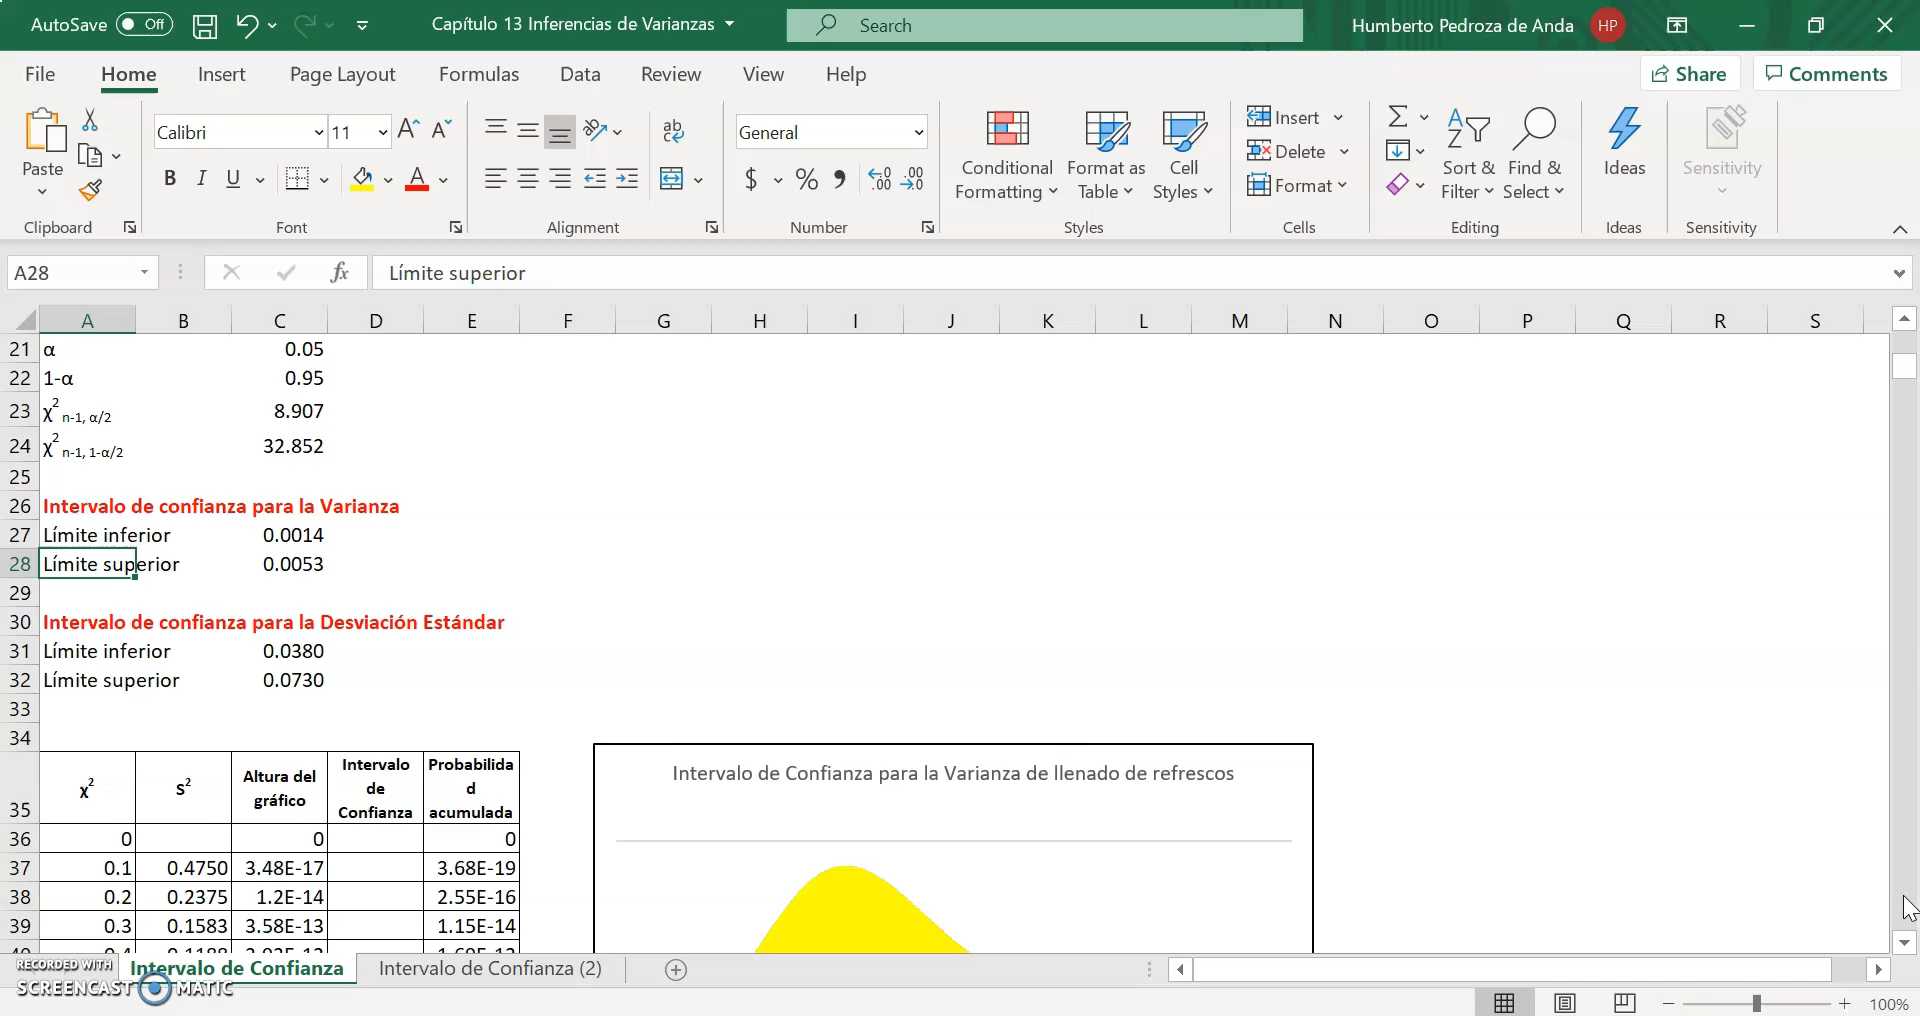 AutoSave Off Capítulo 13 Inferencias de Varianzas Search Humberto Pedroza de Anda HP
File Home Insert Page Layout Formulas Data Review View Help Share Comments
Paste
Calibri 11
B I U
ab
General
$ % 9 .00 .00
Conditional Formatting
Format as Table
Cell Styles
Insert
Delete
Format
Sort & Filter
Find & Select
Ideas
Sensitivity
Clipboard Font Alignment Number Styles Cells Editing Ideas Sensitivity
A28 fx Límite superior
A B C D E F G H I J K L M N O P Q R S
21 α 0.05
22 1-α 0.95
23 χ² n-1, α/2 8.907
24 χ² n-1, 1-α/2 32.852
25
26 Intervalo de confianza para la Varianza
27 Límite inferior 0.0014
28 Límite superior 0.0053
29
30 Intervalo de confianza para la Desviación Estándar
31 Límite inferior 0.0380
32 Límite superior 0.0730
33
34
35 χ² S² Altura del gráfico Intervalo de Confianza Probabilidad acumulada
36 0 0 0
37 0.1 0.4750 3.48E-17 3.68E-19
38 0.2 0.2375 1.2E-14 2.55E-16
39 0.3 0.1583 3.58E-13 1.15E-14
Intervalo de Confianza para la Varianza de llenado de refrescos
Intervalo de Confianza Intervalo de Confianza (2)
RECORDED WITH
SCREENCAST MATIC
100%